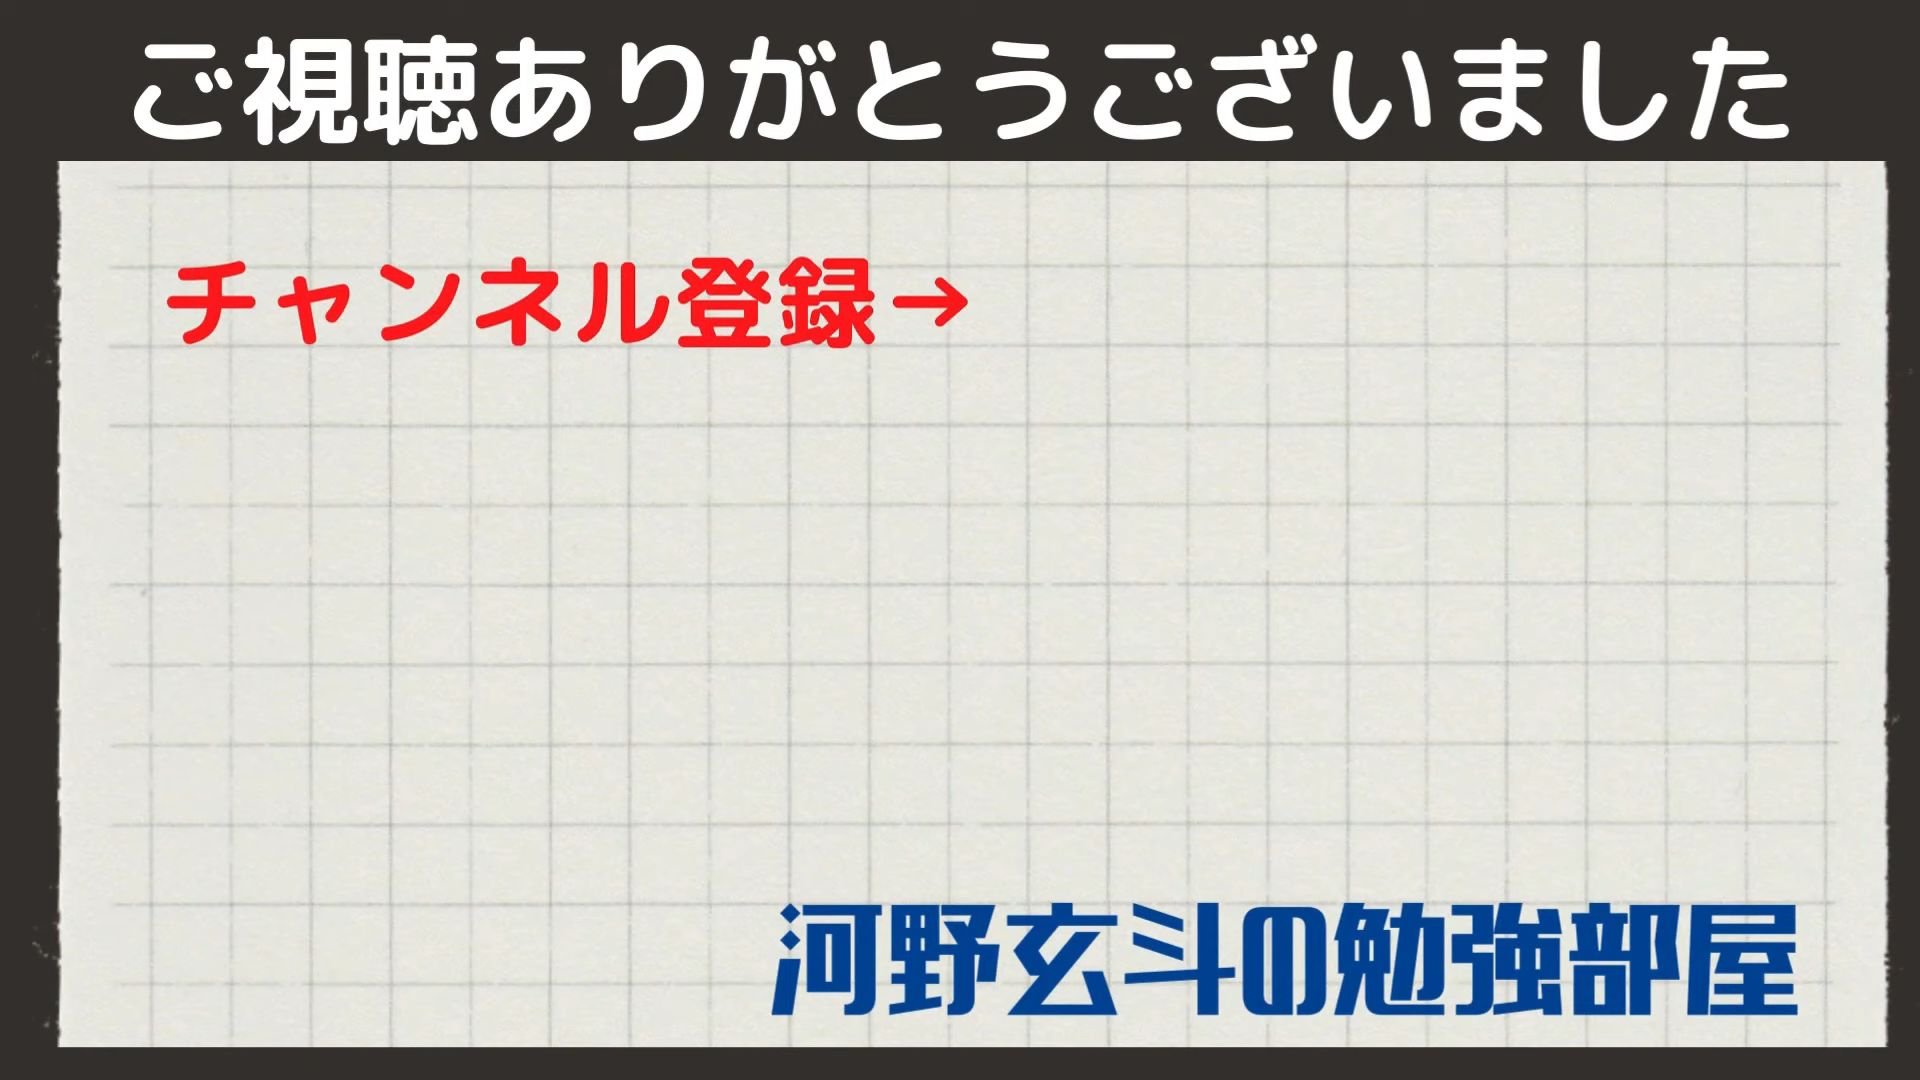 ご視聴ありがとうございました
チャンネル登録→
河野玄斗の勉強部屋